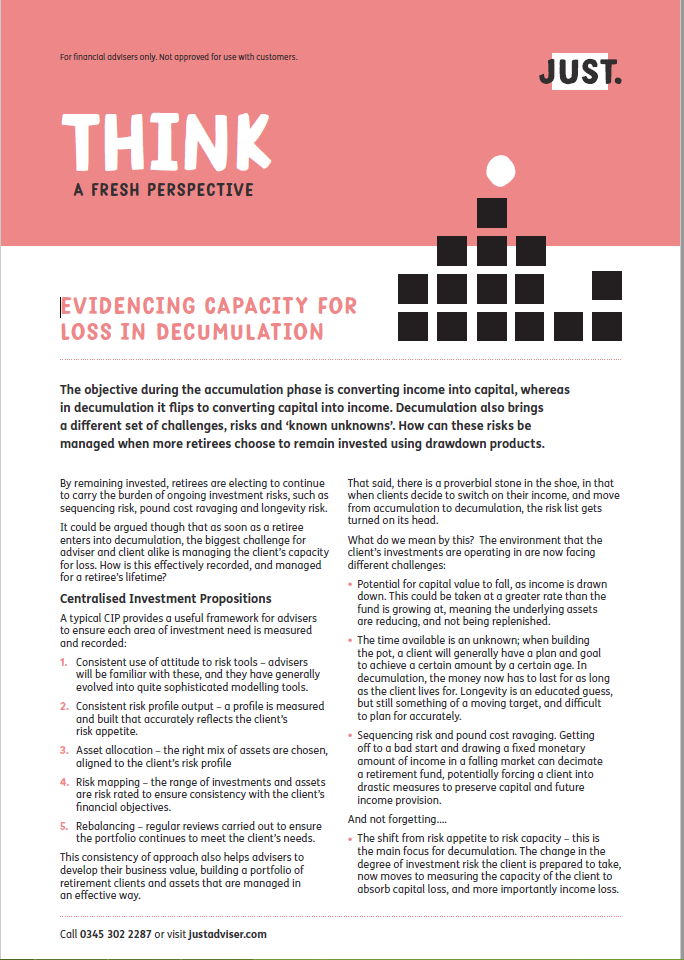 For financial advisers only. Not approved for use with customers.
JUST.
THINK
A FRESH PERSPECTIVE
EVIDENCING CAPACITY FOR
LOSS IN DECUMULATION
The objective during the accumulation phase is converting income into capital, whereas
in decumulation it flips to converting capital into income. Decumulation also brings
a different set of challenges, risks and ‘known unknowns’. How can these risks be
managed when more retirees choose to remain invested using drawdown products.
By remaining invested, retirees are electing to continue
to carry the burden of ongoing investment risks, such as
sequencing risk, pound cost ravaging and longevity risk.
It could be argued though that as soon as a retiree
enters into decumulation, the biggest challenge for
adviser and client alike is managing the client’s capacity
for loss. How is this effectively recorded, and managed
for a retiree’s lifetime?
Centralised Investment Propositions
A typical CIP provides a useful framework for advisers
to ensure each area of investment need is measured
and recorded:
1. Consistent use of attitude to risk tools – advisers
will be familiar with these, and they have generally
evolved into quite sophisticated modelling tools.
2. Consistent risk profile output – a profile is measured
and built that accurately reflects the client’s
risk appetite.
3. Asset allocation – the right mix of assets are chosen,
aligned to the client’s risk profile
4. Risk mapping – the range of investments and assets
are risk rated to ensure consistency with the client’s
financial objectives.
5. Rebalancing – regular reviews carried out to ensure
the portfolio continues to meet the client’s needs.
This consistency of approach also helps advisers to
develop their business value, building a portfolio of
retirement clients and assets that are managed in
an effective way.
That said, there is a proverbial stone in the shoe, in that
when clients decide to switch on their income, and move
from accumulation to decumulation, the risk list gets
turned on its head.
What do we mean by this? The environment that the
client’s investments are operating in are now facing
different challenges:
• Potential for capital value to fall, as income is drawn
down. This could be taken at a greater rate than the
fund is growing at, meaning the underlying assets
are reducing, and not being replenished.
• The time available is an unknown; when building
the pot, a client will generally have a plan and goal
to achieve a certain amount by a certain age. In
decumulation, the money now has to last for as long
as the client lives for. Longevity is an educated guess,
but still something of a moving target, and difficult
to plan for accurately.
• Sequencing risk and pound cost ravaging. Getting
off to a bad start and drawing a fixed monetary
amount of income in a falling market can decimate
a retirement fund, potentially forcing a client into
drastic measures to preserve capital and future
income provision.
And not forgetting....
• The shift from risk appetite to risk capacity – this is
the main focus for decumulation. The change in the
degree of investment risk the client is prepared to take,
now moves to measuring the capacity of the client to
absorb capital loss, and more importantly income loss.
Call 0345 302 2287 or visit justadviser.com